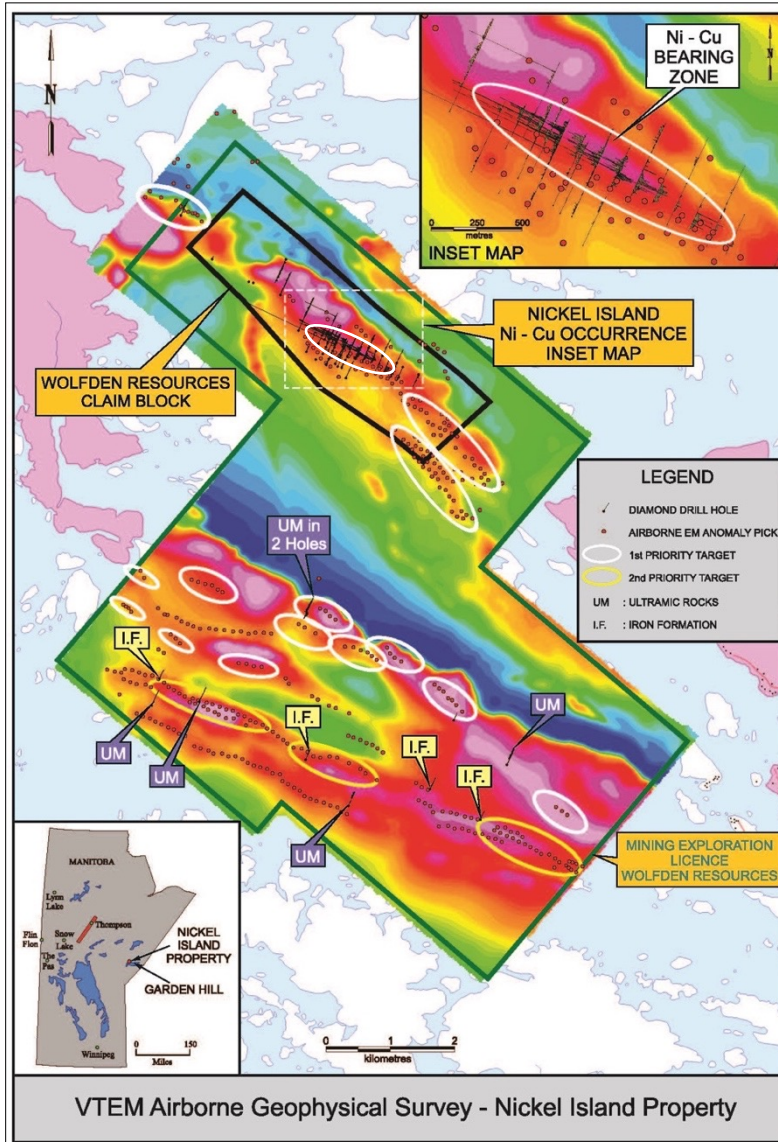 N
Ni - Cu
BEARING
ZONE
N
0 250 500
metres
INSET MAP
NICKEL ISLAND
Ni - Cu OCCURRENCE
INSET MAP
WOLFDEN RESOURCES
CLAIM BLOCK
LEGEND
DIAMOND DRILL HOLE
AIRBORNE EM ANOMALY PICK
1st PRIORITY TARGET
2nd PRIORITY TARGET
UM : ULTRAMIC ROCKS
I.F. : IRON FORMATION
UM in
2 Holes
I.F.
I.F.
UM
I.F.
I.F.
UM
UM
UM
MINING EXPLORATION
LICENCE
WOLFDEN RESOURCES
MANITOBA
Lynn
Lake
Thompson
Flin
Flon
Snow
Lake
The
Pas
NICKEL
ISLAND
PROPERTY
GARDEN HILL
Winnipeg
0 150
Miles
0 1 2
kilometres
VTEM Airborne Geophysical Survey - Nickel Island Property